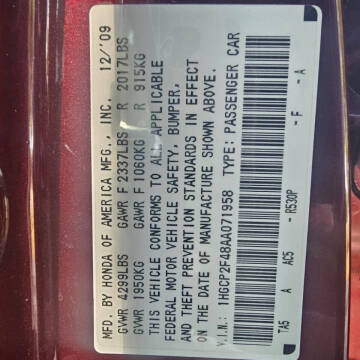 MFD. BY HONDA OF AMERICA MFG., INC. 12/'09
GVWR 4299LBS GAWR F 2337LBS R 2017LBS
GVWR 1950KG GAWR F 1060KG R 915KG
THIS VEHICLE CONFORMS TO ALL APPLICABLE
FEDERAL MOTOR VEHICLE SAFETY, BUMPER,
AND THEFT PREVENTION STANDARDS IN EFFECT
ON THE DATE OF MANUFACTURE SHOWN ABOVE.
V.I.N.: 1HGCP2F48AA071958 TYPE: PASSENGER CAR
-R530P -F -A
7A5 A AC5